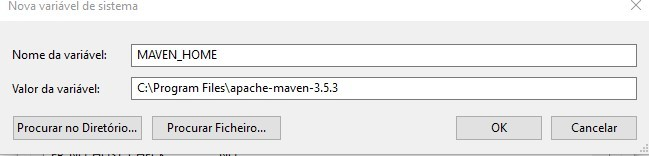 Nova variável de sistema
Nome da variável: MAVEN_HOME
Valor da variável: C:\Program Files\apache-maven-3.5.3
Procurar no Diretório... Procurar Ficheiro... OK Cancelar